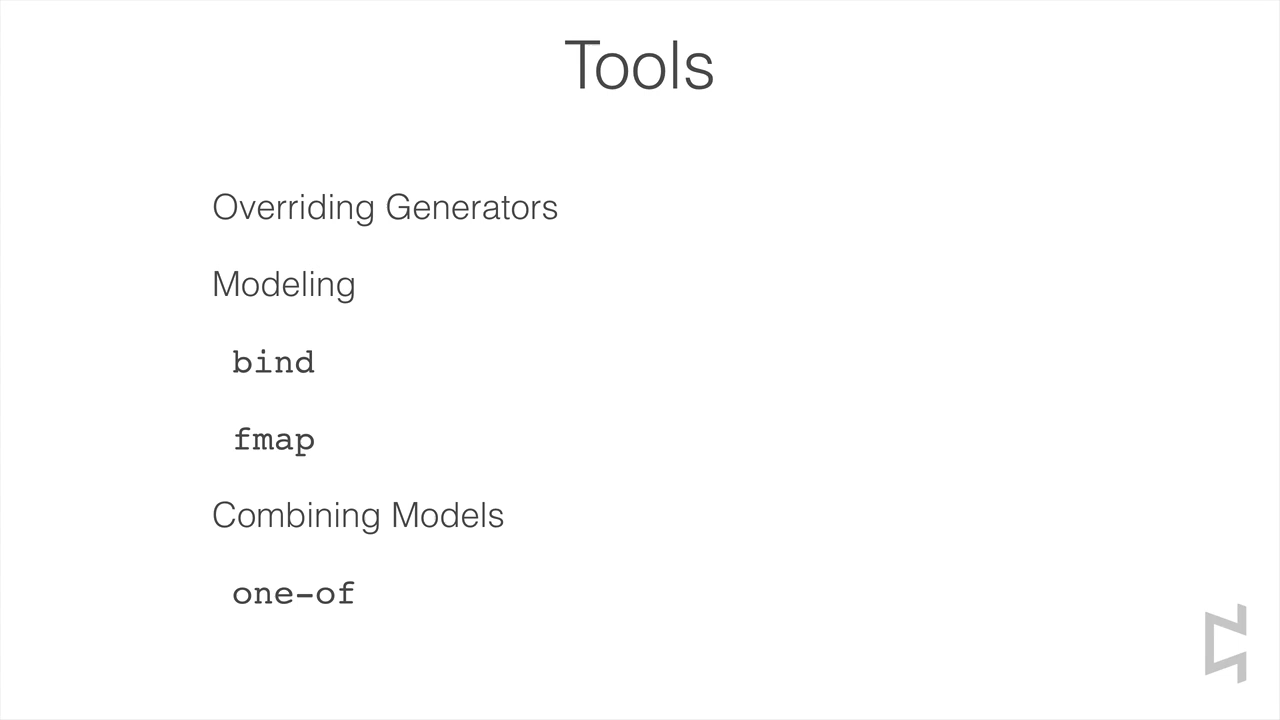 Tools
Overriding Generators
Modeling
bind
fmap
Combining Models
one-of